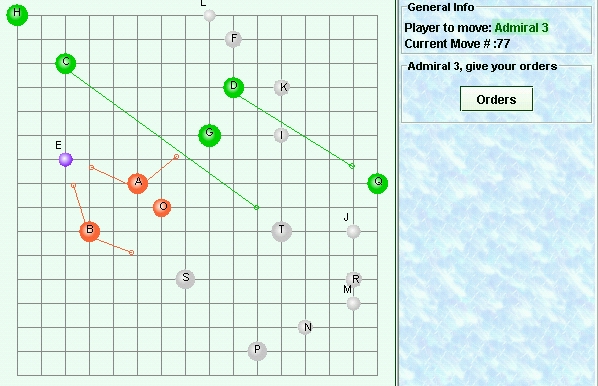 L
H
F
C
D
K
G
I
E
A
Q
O
B
T
J
S
R
M
N
P
General Info
Player to move: Admiral 3
Current Move # :77
Admiral 3, give your orders
Orders